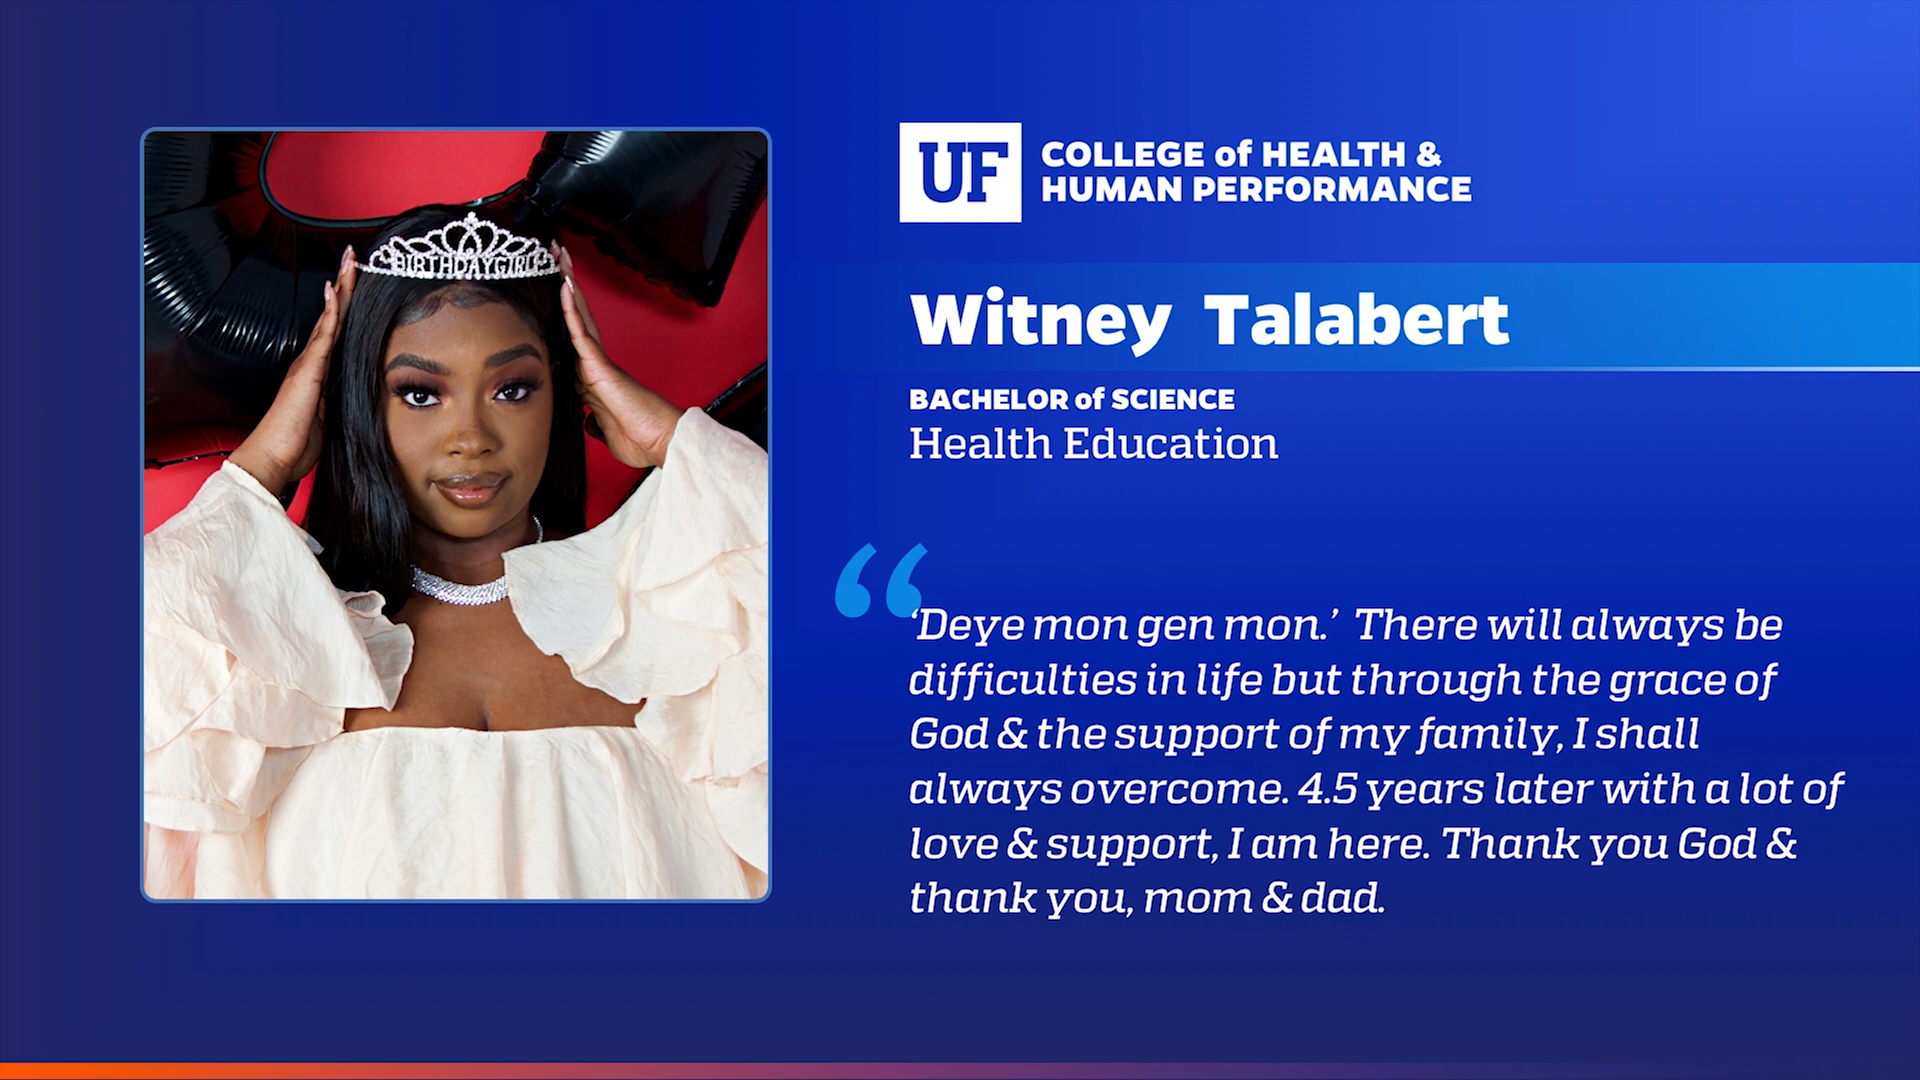 BIRTHDAY GIRL
UF
COLLEGE of HEALTH &
HUMAN PERFORMANCE
Witney Talabert
BACHELOR of SCIENCE
Health Education
“
‘Deye mon gen mon.’ There will always be
difficulties in life but through the grace of
God & the support of my family, I shall
always overcome. 4.5 years later with a lot of
love & support, I am here. Thank you God &
thank you, mom & dad.